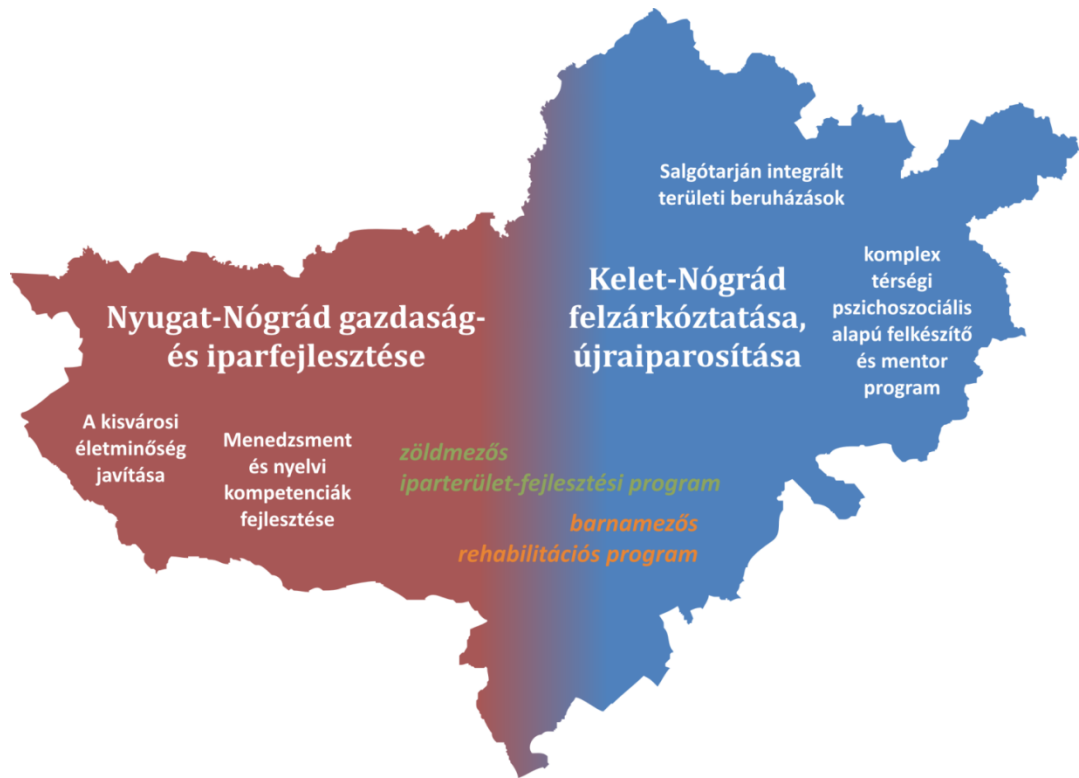 Nyugat-Nógrád gazdaság-
és iparfejlesztése
A kisvárosi
életminőség
javítása
Menedzsment
és nyelvi
kompetenciák
fejlesztése
zöldmezős
iparterület-fejlesztési program
barnamezős
rehabilitációs program
Salgótarján integrált
területi beruházások
Kelet-Nógrád
felzárkóztatása,
újraiparosítása
komplex
térségi
pszichoszociális
alapú felkészítő
és mentor
program